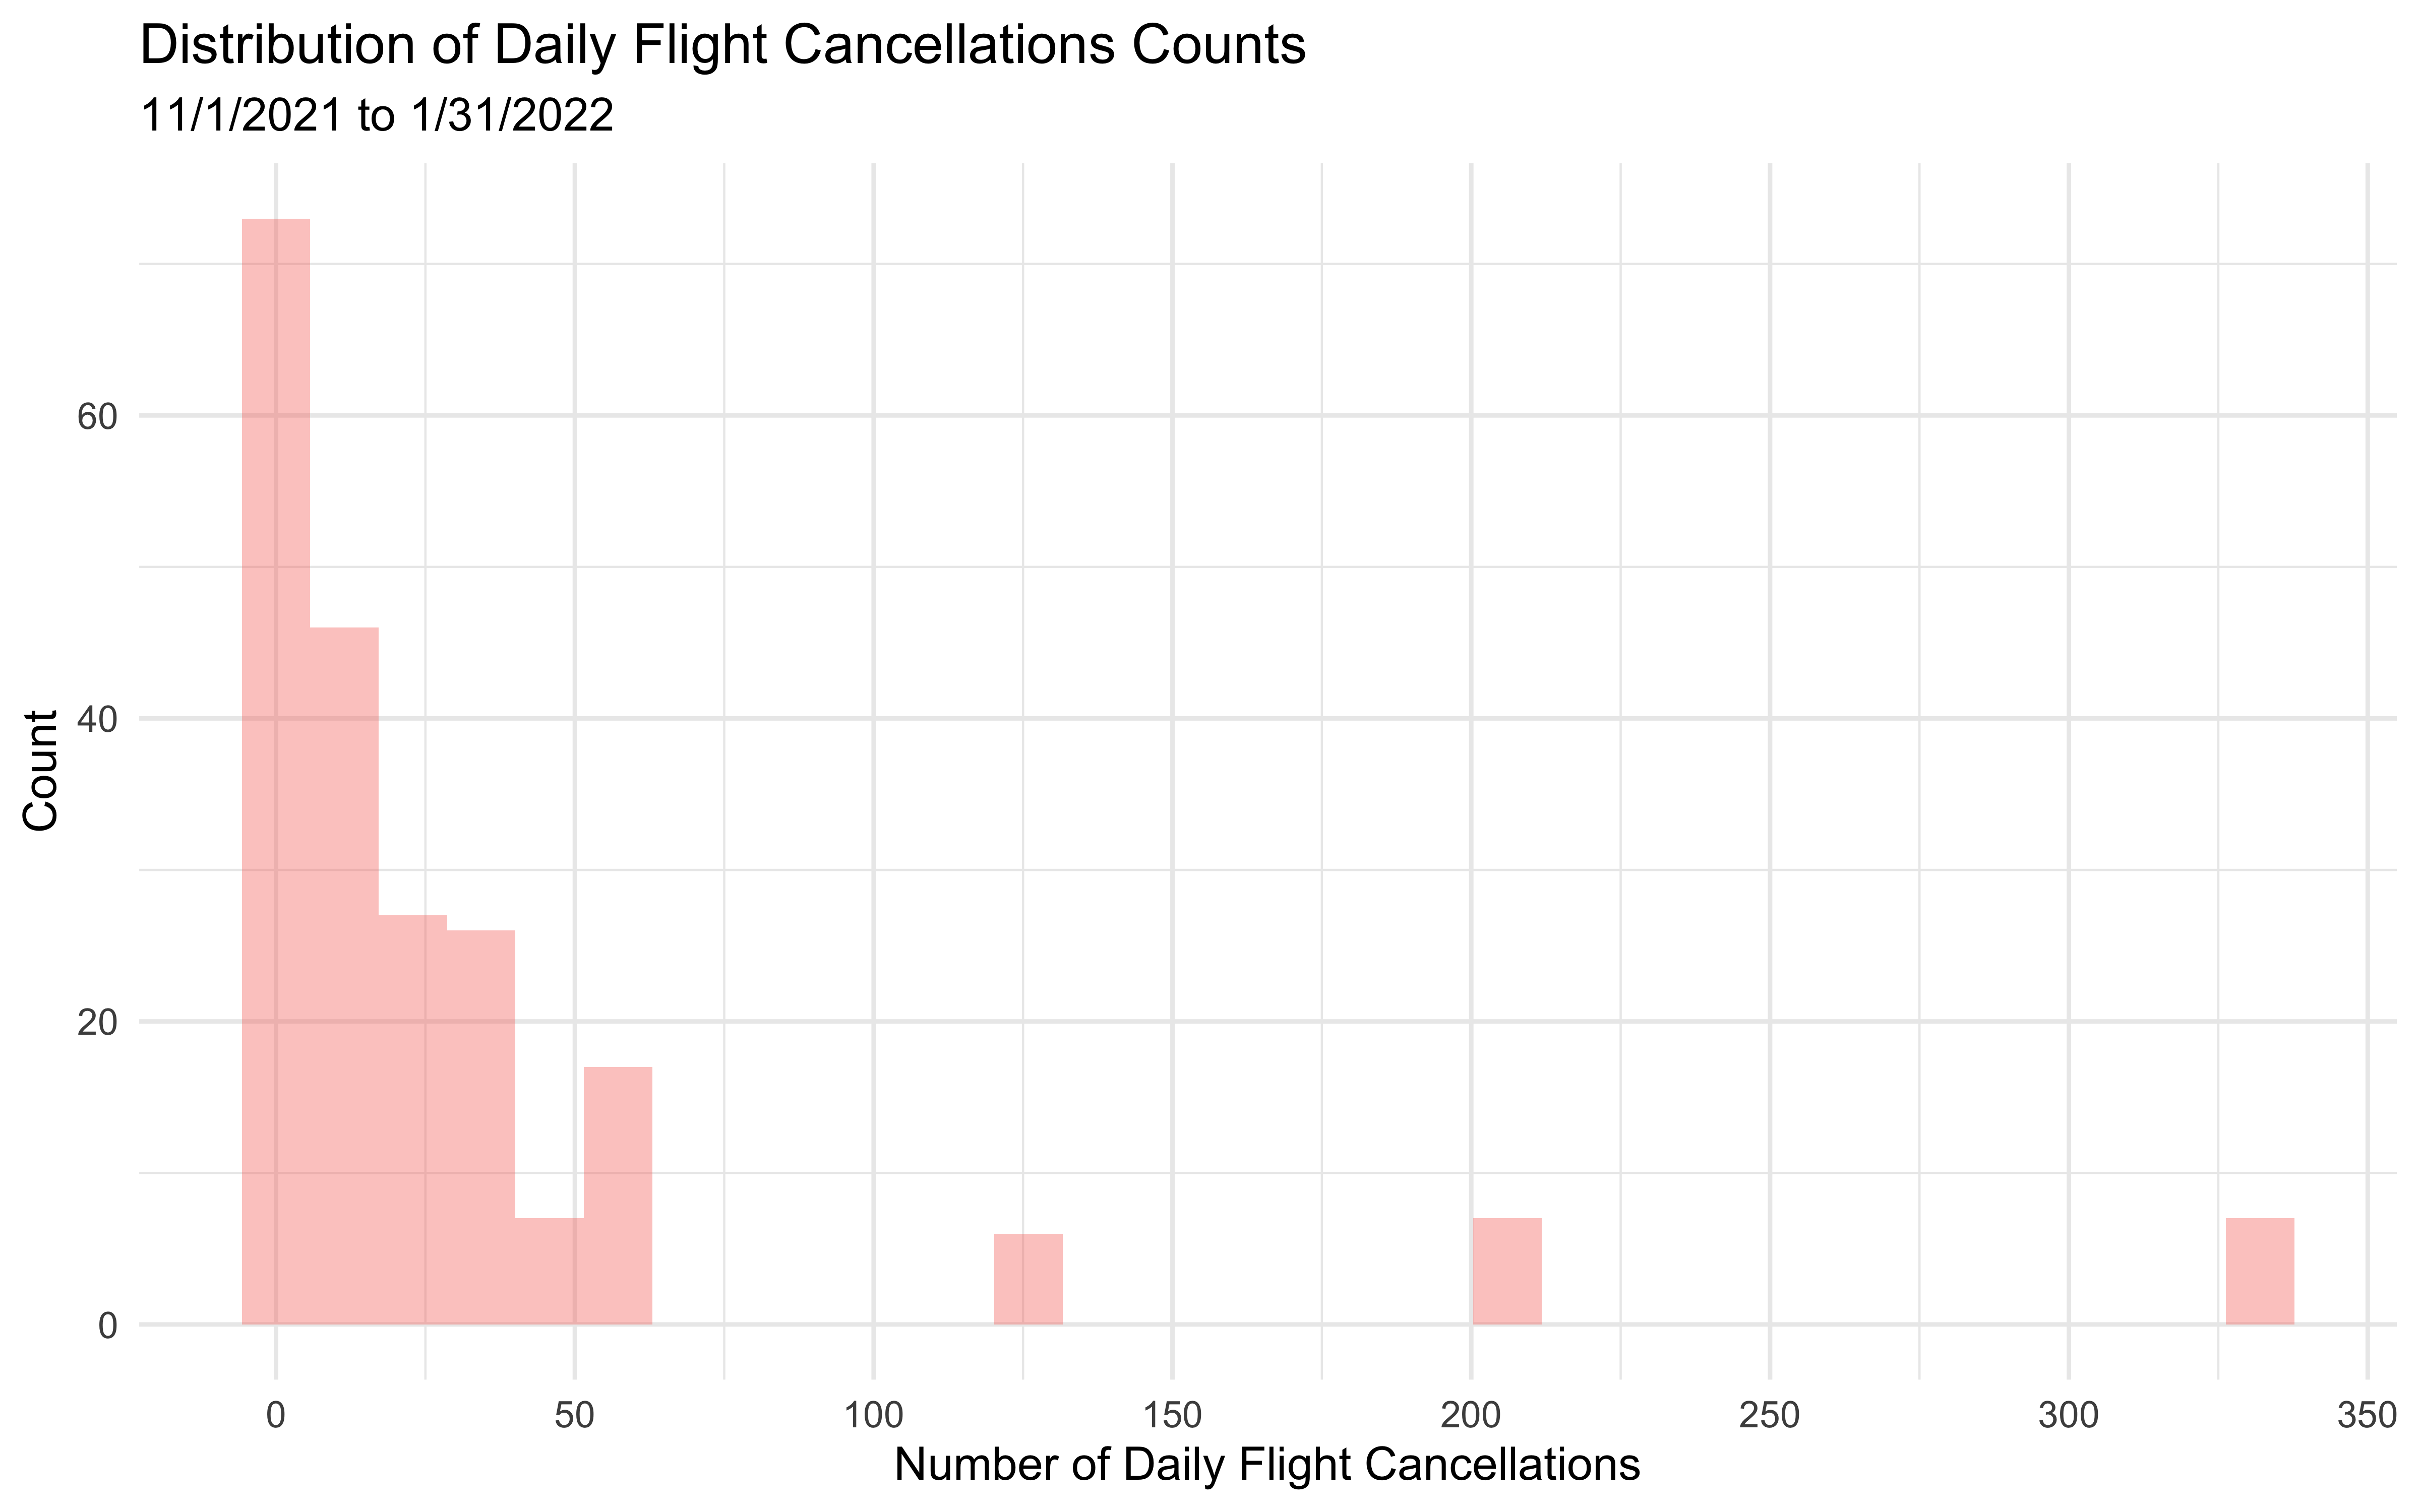 Distribution of Daily Flight Cancellations Counts
11/1/2021 to 1/31/2022
Count
60
40
20
0
0 50 100 150 200 250 300 350
Number of Daily Flight Cancellations